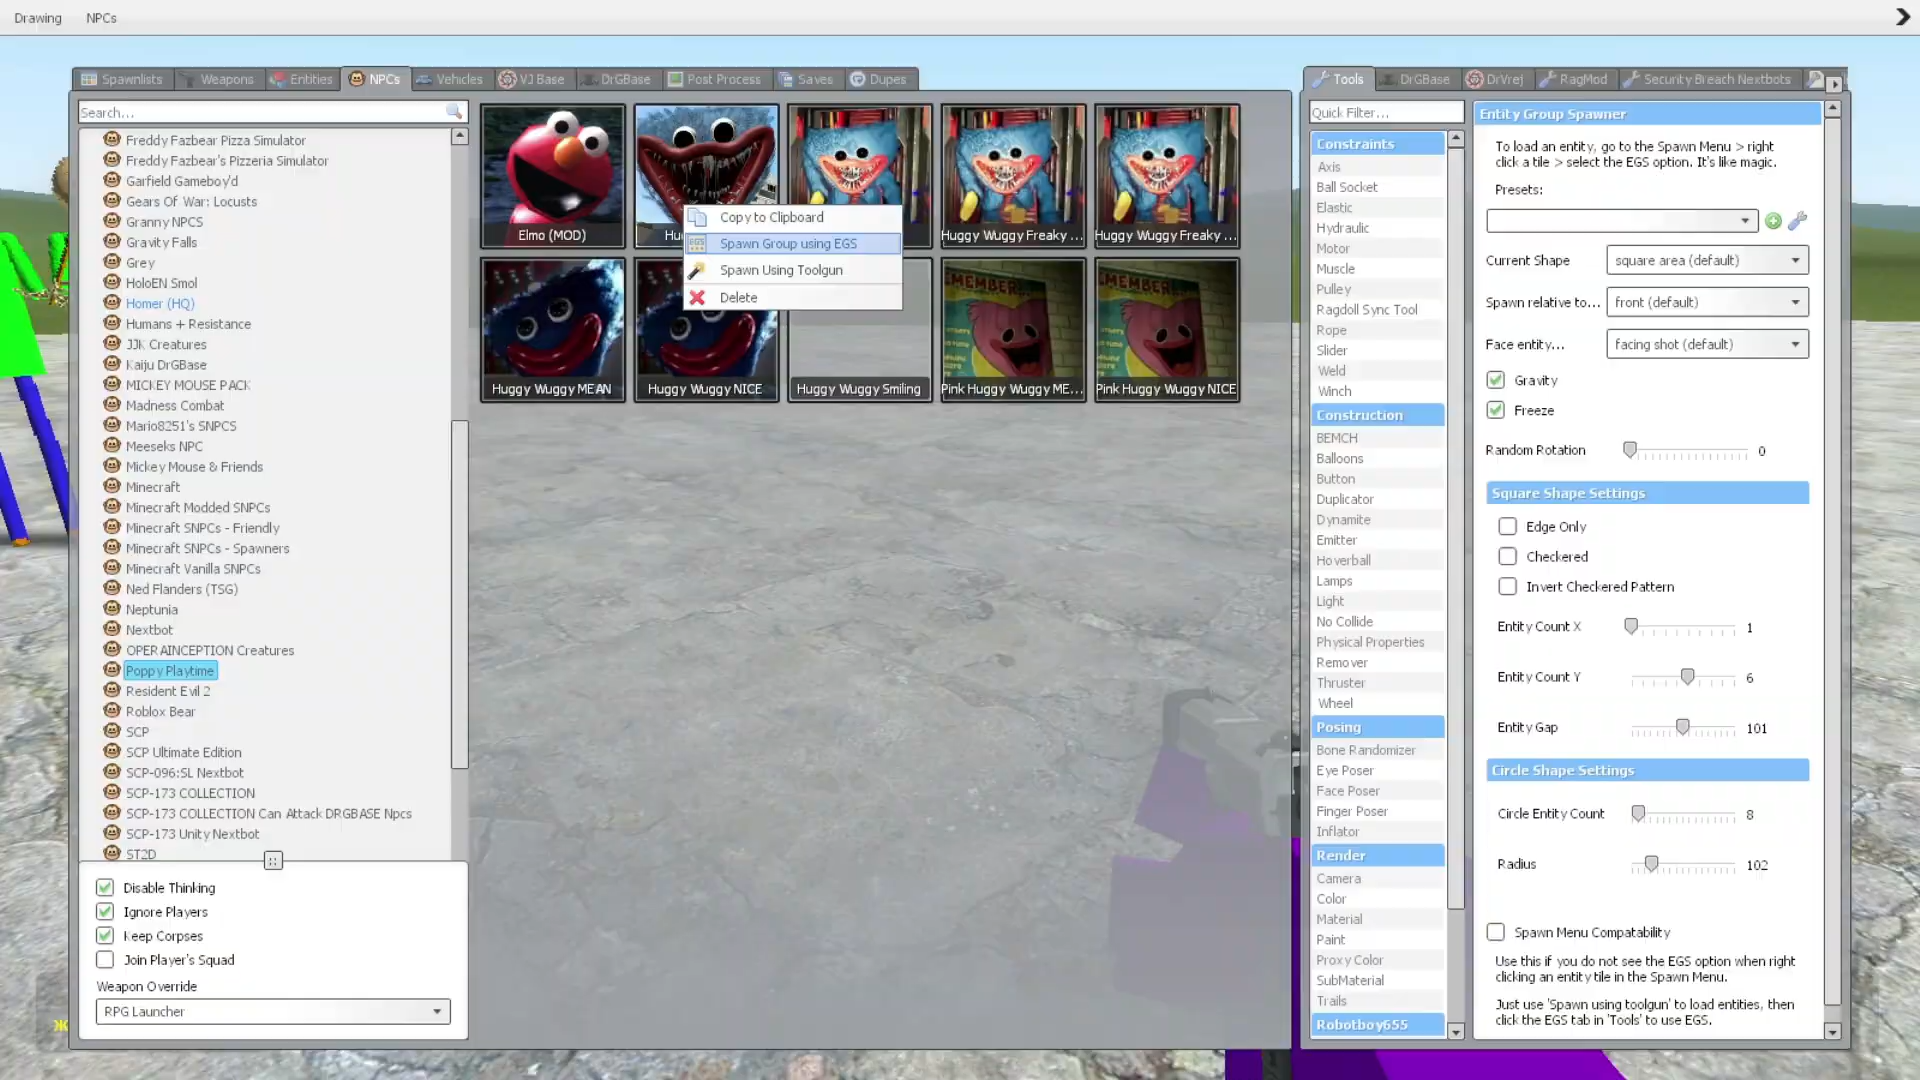 Drawing NPCs
Spawnlists Weapons Entities NPCs Vehicles VJ Base DrGBase Post Process Saves Dupes
Search...
Freddy Fazbear Pizza Simulator
Freddy Fazbear's Pizzeria Simulator
Garfield Gameboy'd
Gears Of War: Locusts
Granny NPCS
Gravity Falls
Grey
HoloEN Smol
Homer (HQ)
Humans + Resistance
JJK Creatures
Kaiju DrGBase
MICKEY MOUSE PACK
Madness Combat
Mario8251's SNPCS
Meeseks NPC
Mickey Mouse & Friends
Minecraft
Minecraft Modded SNPCs
Minecraft SNPCs - Friendly
Minecraft SNPCs - Spawners
Minecraft Vanilla SNPCs
Ned Flanders (TSG)
Neptunia
Nextbot
OPERAINCEPTION Creatures
Poppy Playtime
Resident Evil 2
Roblox Bear
SCP
SCP Ultimate Edition
SCP-096:SL Nextbot
SCP-173 COLLECTION
SCP-173 COLLECTION Can Attack DRGBASE Npcs
SCP-173 Unity Nextbot
ST2D
Disable Thinking
Ignore Players
Keep Corpses
Join Player's Squad
Weapon Override
RPG Launcher
Elmo (MOD)
Huggy Wuggy Freaky ...
Huggy Wuggy Freaky ...
Copy to Clipboard
Spawn Group using EGS
Spawn Using Toolgun
Delete
Huggy Wuggy MEAN
Huggy Wuggy NICE
Huggy Wuggy Smiling
Pink Huggy Wuggy ME...
Pink Huggy Wuggy NICE
Tools DrGBase DrVrej RagMod Security Breach Nextbots
Quick Filter...
Constraints
Axis
Ball Socket
Elastic
Hydraulic
Motor
Muscle
Pulley
Ragdoll Sync Tool
Rope
Slider
Weld
Winch
Construction
BEMCH
Balloons
Button
Duplicator
Dynamite
Emitter
Hoverball
Lamps
Light
No Collide
Physical Properties
Remover
Thruster
Wheel
Posing
Bone Randomizer
Eye Poser
Face Poser
Finger Poser
Inflator
Render
Camera
Color
Material
Paint
Proxy Color
SubMaterial
Trails
Robotboy655
Entity Group Spawner
To load an entity, go to the Spawn Menu > right
click a tile > select the EGS option. It's like magic.
Presets:
Current Shape square area (default)
Spawn relative to... front (default)
Face entity... facing shot (default)
Gravity
Freeze
Random Rotation 0
Square Shape Settings
Edge Only
Checkered
Invert Checkered Pattern
Entity Count X 1
Entity Count Y 6
Entity Gap 101
Circle Shape Settings
Circle Entity Count 8
Radius 102
Spawn Menu Compatability
Use this if you do not see the EGS option when right
clicking an entity tile in the Spawn Menu.
Just use 'Spawn using toolgun' to load entities, then
click the EGS tab in 'Tools' to use EGS.